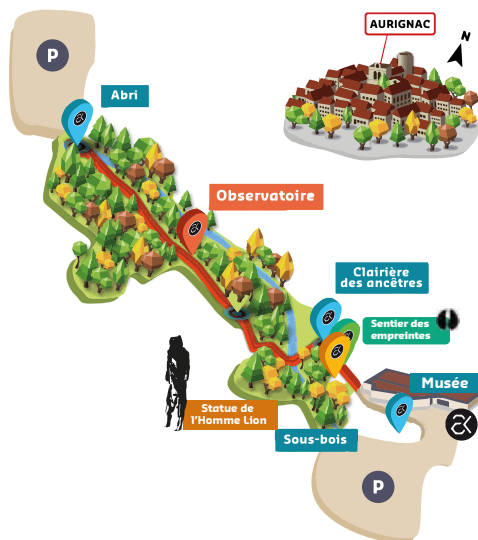 AURIGNAC
N
P
Abri
Observatoire
Clairière
des ancêtres
Sentier des
empreintes
Musée
Statue de
l'Homme Lion
Sous-bois
P